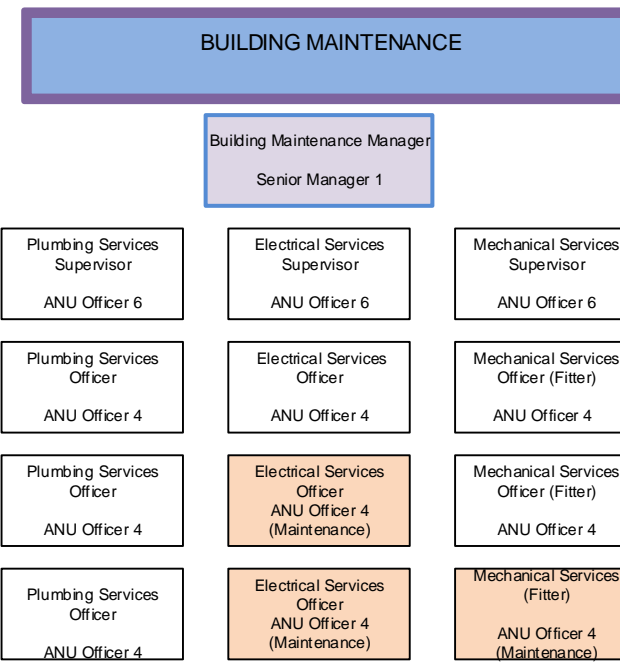 BUILDING MAINTENANCE
Building Maintenance Manager
Senior Manager 1
Plumbing Services
Supervisor
ANU Officer 6
Electrical Services
Supervisor
ANU Officer 6
Mechanical Services
Supervisor
ANU Officer 6
Plumbing Services
Officer
ANU Officer 4
Electrical Services
Officer
ANU Officer 4
Mechanical Services
Officer (Fitter)
ANU Officer 4
Plumbing Services
Officer
ANU Officer 4
Electrical Services
Officer
ANU Officer 4
(Maintenance)
Mechanical Services
Officer (Fitter)
ANU Officer 4
Plumbing Services
Officer
ANU Officer 4
Electrical Services
Officer
ANU Officer 4
(Maintenance)
Mechanical Services
(Fitter)
ANU Officer 4
(Maintenance)